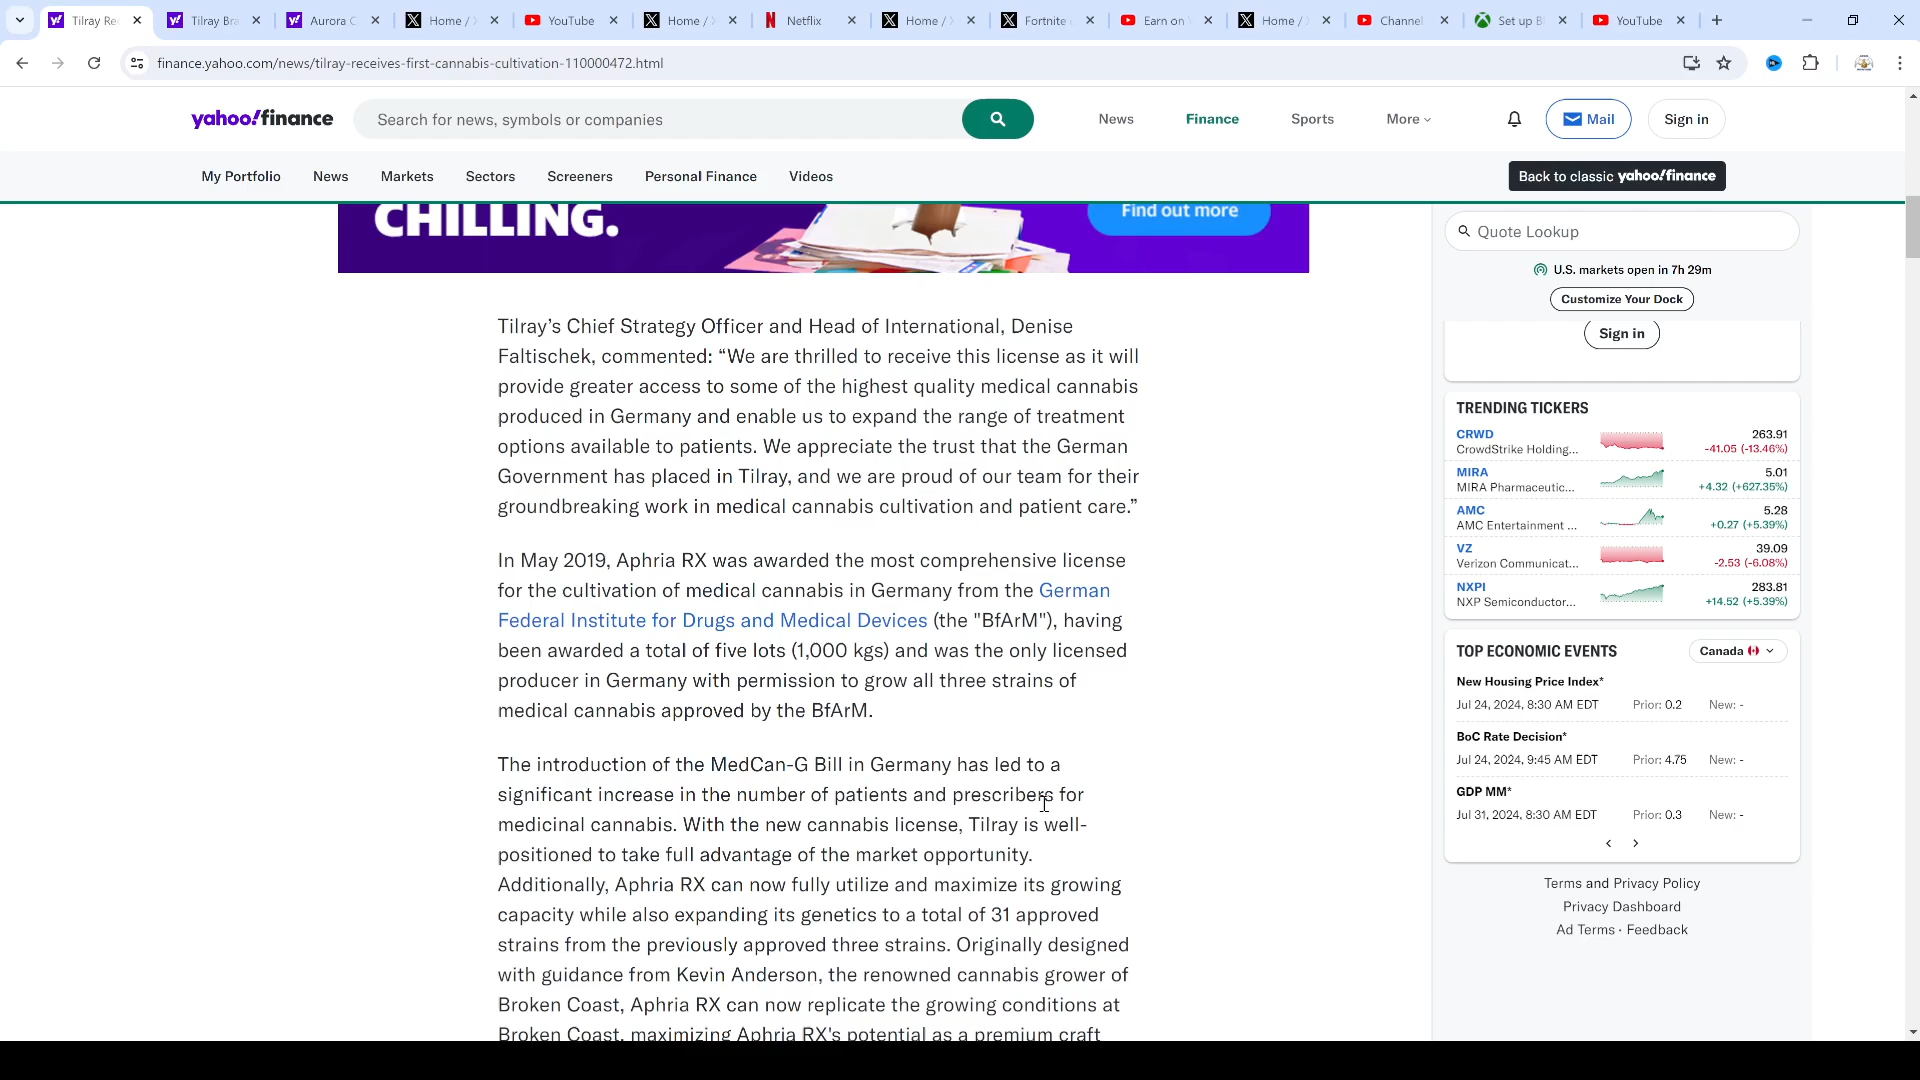 Tilray Rec
Tilray Bra
Aurora C
Home / X
YouTube
Home / X
Netflix
Home / X
Fortnite
Earn on
Home / X
Channel
Set up B
YouTube
finance.yahoo.com/news/tilray-receives-first-cannabis-cultivation-110000472.html
yahoo!finance
Search for news, symbols or companies
News
Finance
Sports
More
Mail
Sign in
My Portfolio
News
Markets
Sectors
Screeners
Personal Finance
Videos
Back to classic yahoo!finance
CHILLING.
Find out more
Tilray’s Chief Strategy Officer and Head of International, Denise
Faltischek, commented: “We are thrilled to receive this license as it will
provide greater access to some of the highest quality medical cannabis
produced in Germany and enable us to expand the range of treatment
options available to patients. We appreciate the trust that the German
Government has placed in Tilray, and we are proud of our team for their
groundbreaking work in medical cannabis cultivation and patient care.”
In May 2019, Aphria RX was awarded the most comprehensive license
for the cultivation of medical cannabis in Germany from the German
Federal Institute for Drugs and Medical Devices (the "BfArM"), having
been awarded a total of five lots (1,000 kgs) and was the only licensed
producer in Germany with permission to grow all three strains of
medical cannabis approved by the BfArM.
The introduction of the MedCan-G Bill in Germany has led to a
significant increase in the number of patients and prescribers for
medicinal cannabis. With the new cannabis license, Tilray is well-
positioned to take full advantage of the market opportunity.
Additionally, Aphria RX can now fully utilize and maximize its growing
capacity while also expanding its genetics to a total of 31 approved
strains from the previously approved three strains. Originally designed
with guidance from Kevin Anderson, the renowned cannabis grower of
Broken Coast, Aphria RX can now replicate the growing conditions at
Broken Coast, maximizing Aphria RX's potential as a premium craft
Quote Lookup
U.S. markets open in 7h 29m
Customize Your Dock
Sign in
TRENDING TICKERS
CRWD 263.91
CrowdStrike Holding... -41.05 (-13.46%)
MIRA 5.01
MIRA Pharmaceutic... +4.32 (+627.35%)
AMC 5.28
AMC Entertainment ... +0.27 (+5.39%)
VZ 39.09
Verizon Communicat... -2.53 (-6.08%)
NXPI 283.81
NXP Semiconductor... +14.52 (+5.39%)
TOP ECONOMIC EVENTS Canada
New Housing Price Index*
Jul 24, 2024, 8:30 AM EDT Prior: 0.2 New: -
BoC Rate Decision*
Jul 24, 2024, 9:45 AM EDT Prior: 4.75 New: -
GDP MM*
Jul 31, 2024, 8:30 AM EDT Prior: 0.3 New: -
Terms and Privacy Policy
Privacy Dashboard
Ad Terms · Feedback